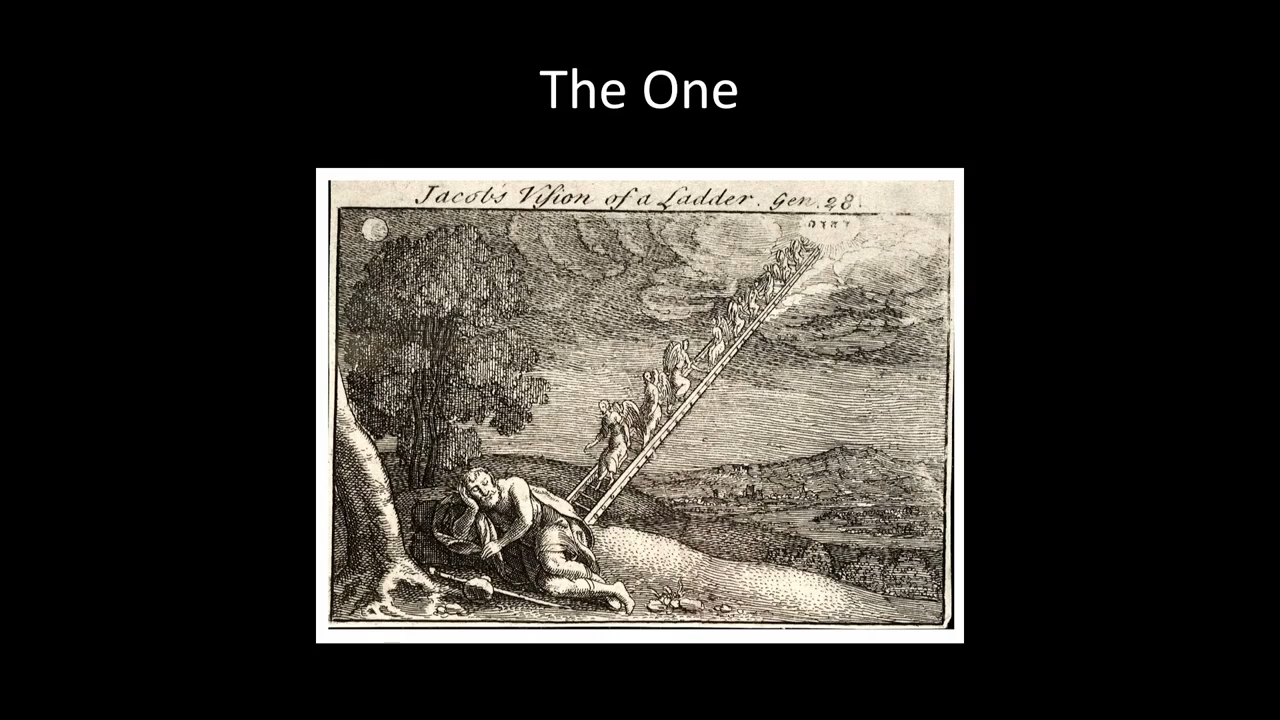 The One
Jacob's Viſion of a Ladder. Gen. 28.